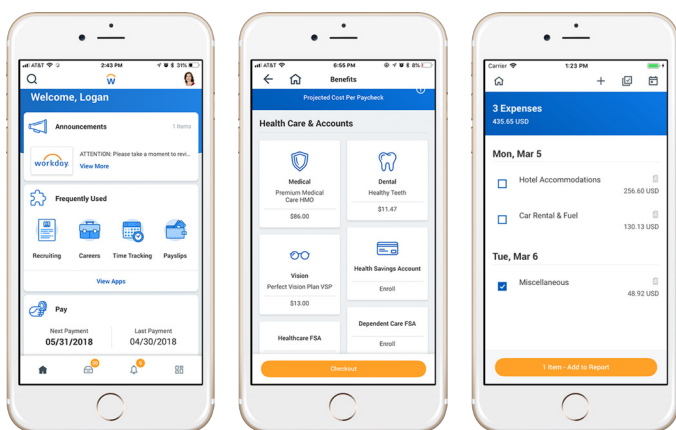 AT&T
2:43 PM
31%
Welcome, Logan
Announcements
1 Items
workday.
ATTENTION: Please take a moment to revi...
View More
Frequently Used
Recruiting
Careers
Time Tracking
Payslips
View Apps
Pay
Next Payment
Last Payment
05/31/2018
04/30/2018
AT&T
6:55 PM
8%
Benefits
Projected Cost Per Paycheck
Health Care & Accounts
Medical
Premium Medical
Care HMO
$86.00
Dental
Healthy Teeth
$11.47
Vision
Perfect Vision Plan VSP
$13.00
Health Savings Account
Enroll
Healthcare FSA
Dependent Care FSA
Enroll
Checkout
Carrier
1:23 PM
3 Expenses
435.65 USD
Mon, Mar 5
Hotel Accommodations
256.60 USD
Car Rental & Fuel
130.13 USD
Tue, Mar 6
Miscellaneous
48.92 USD
1 Item - Add to Report